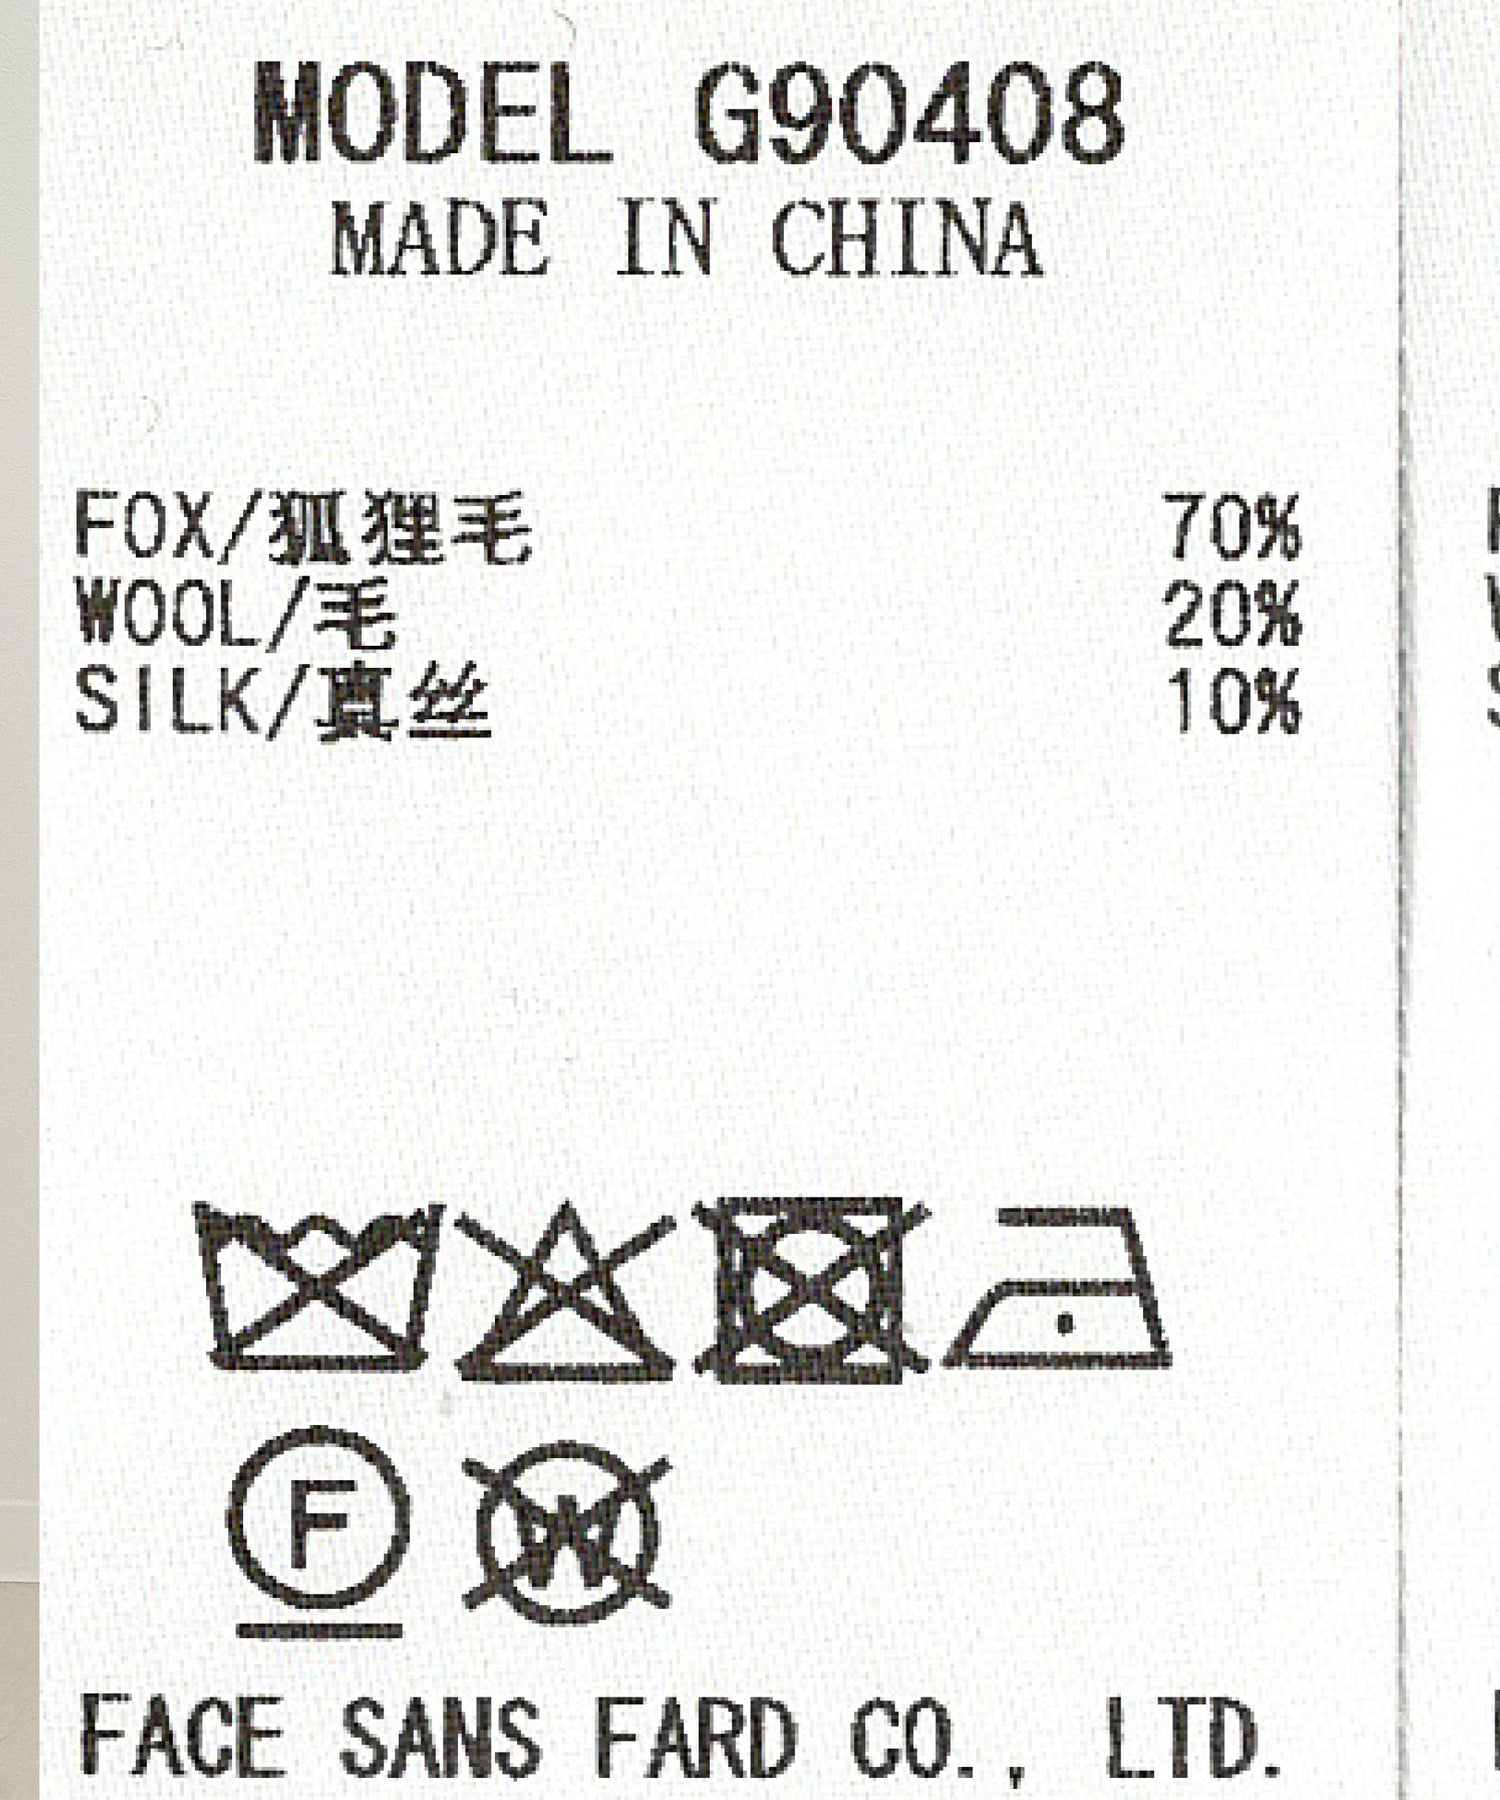 MODEL G90408
MADE IN CHINA
FOX/狐狸毛 70%
WOOL/毛 20%
SILK/真丝 10%
F
W
FACE SANS FARD CO., LTD.